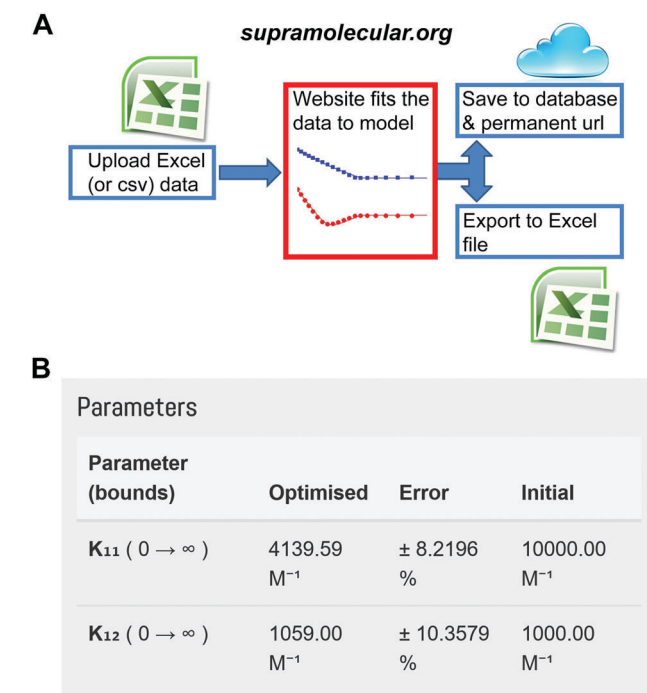 A
supramolecular.org
Upload Excel
(or csv) data
Website fits the
data to model
Save to database
& permanent url
Export to Excel
file
B
Parameters
Parameter
(bounds) Optimised Error Initial
K₁₁ ( 0 → ∞ ) 4139.59 ± 8.2196 10000.00
M⁻¹ % M⁻¹
K₁₂ ( 0 → ∞ ) 1059.00 ± 10.3579 1000.00
M⁻¹ % M⁻¹